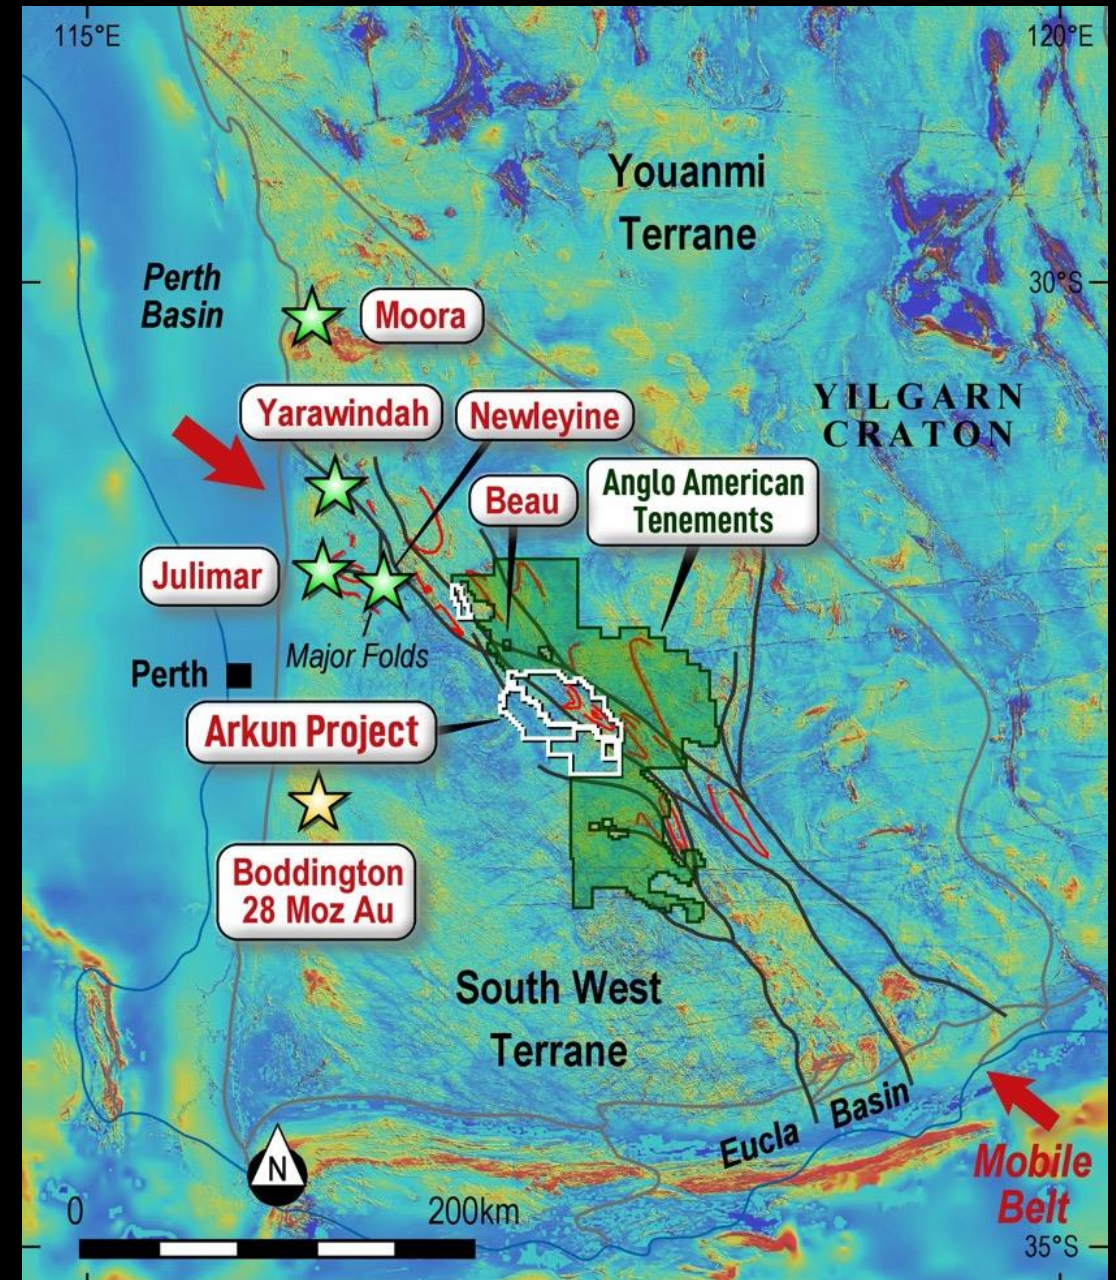 115°E
120°E
Youanmi
Terrane
Perth
Basin
30°S
Moora
YILGARN
CRATON
Yarawindah
Newleyine
Anglo American
Tenements
Beau
Julimar
Major Folds
Perth
Arkun Project
Boddington
28 Moz Au
South West
Terrane
Eucla Basin
Mobile
Belt
N
0
200km
35°S